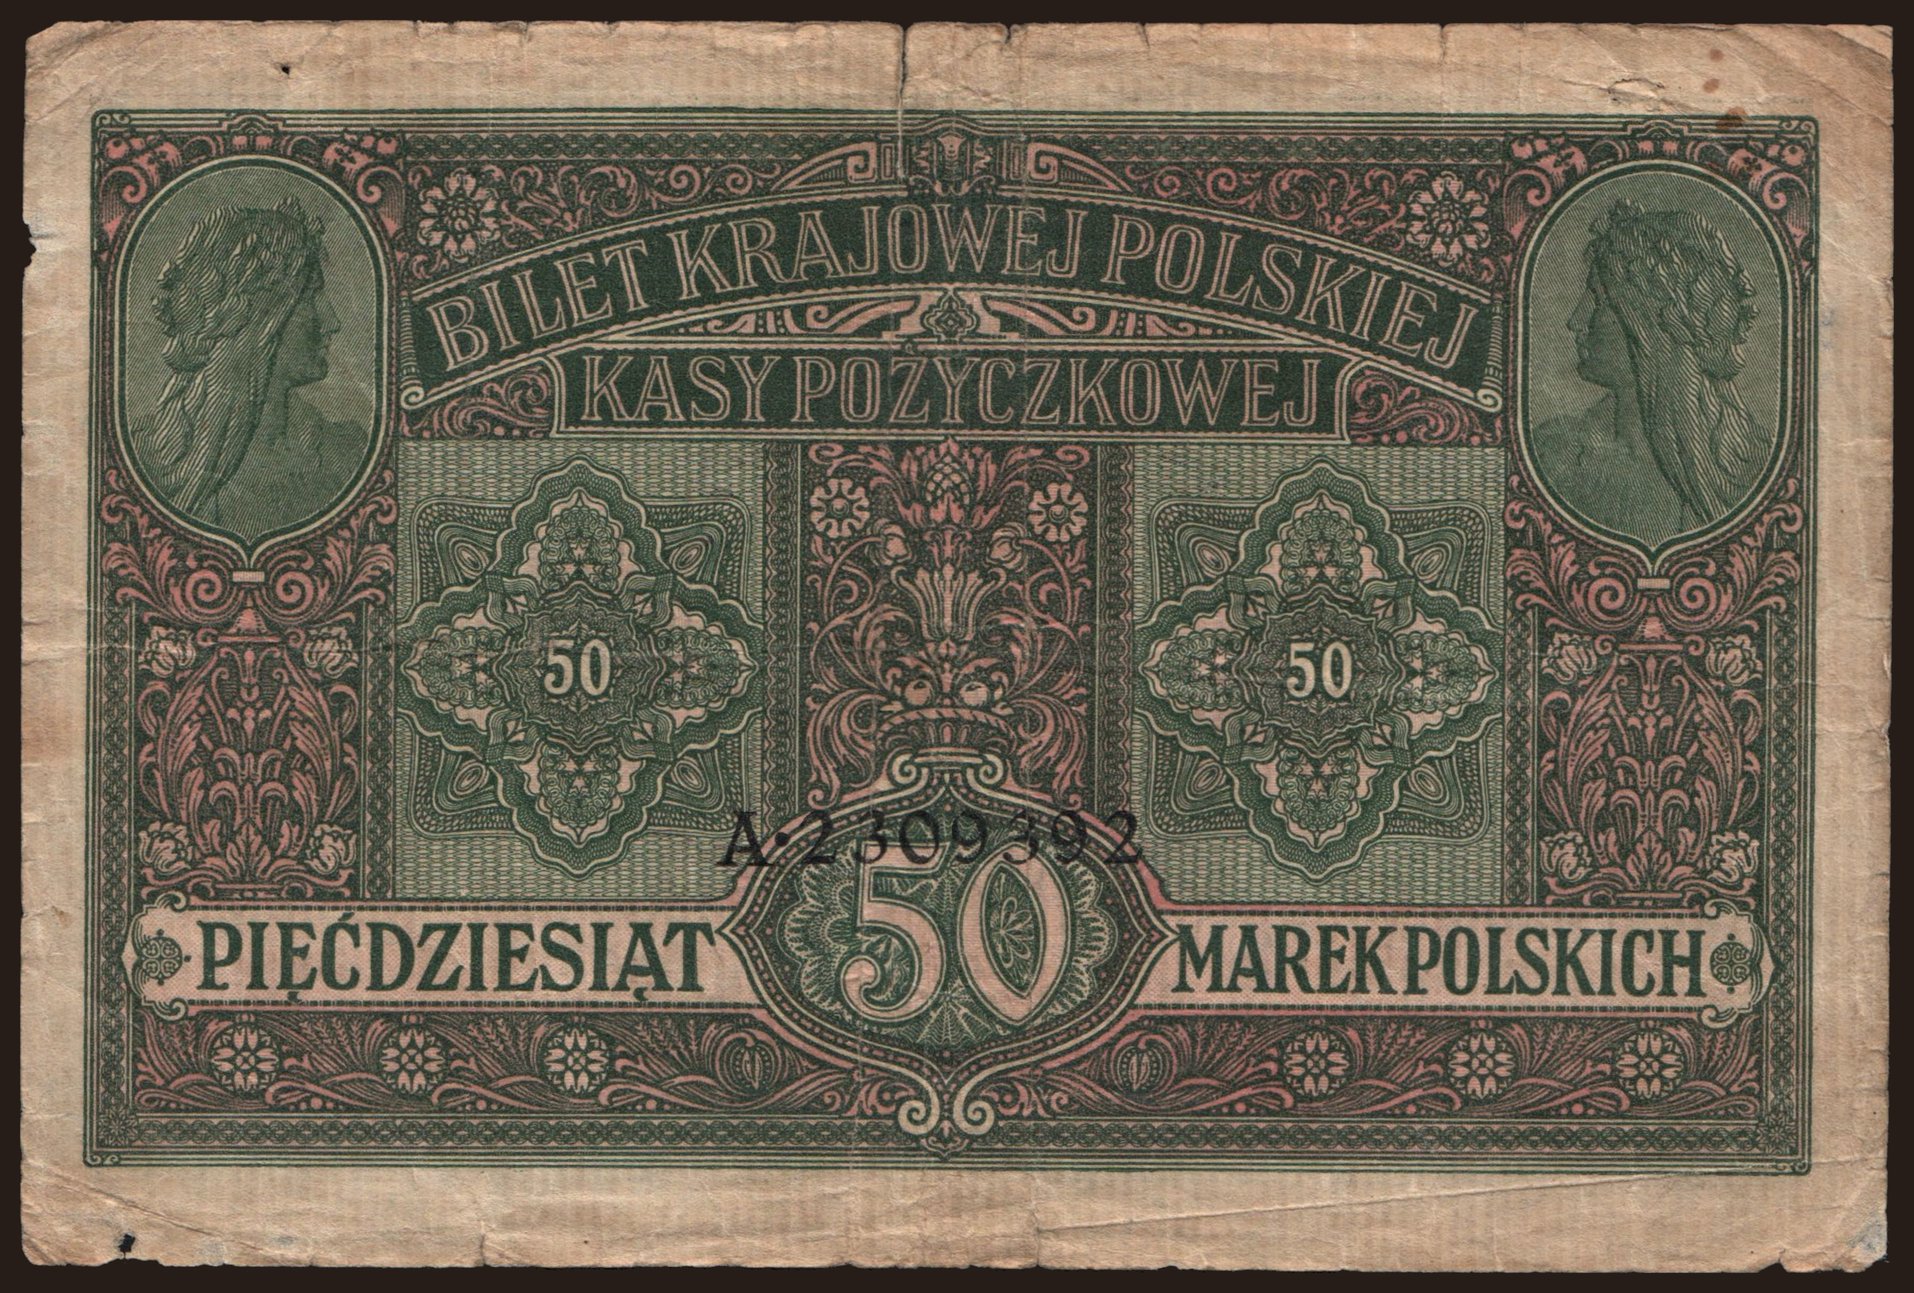 BILET KRAJOWEJ POLSKIEJ
KASY POŻYCZKOWEJ
50 50
A·2309392
50
PIĘĆDZIESIĄT MAREK POLSKICH